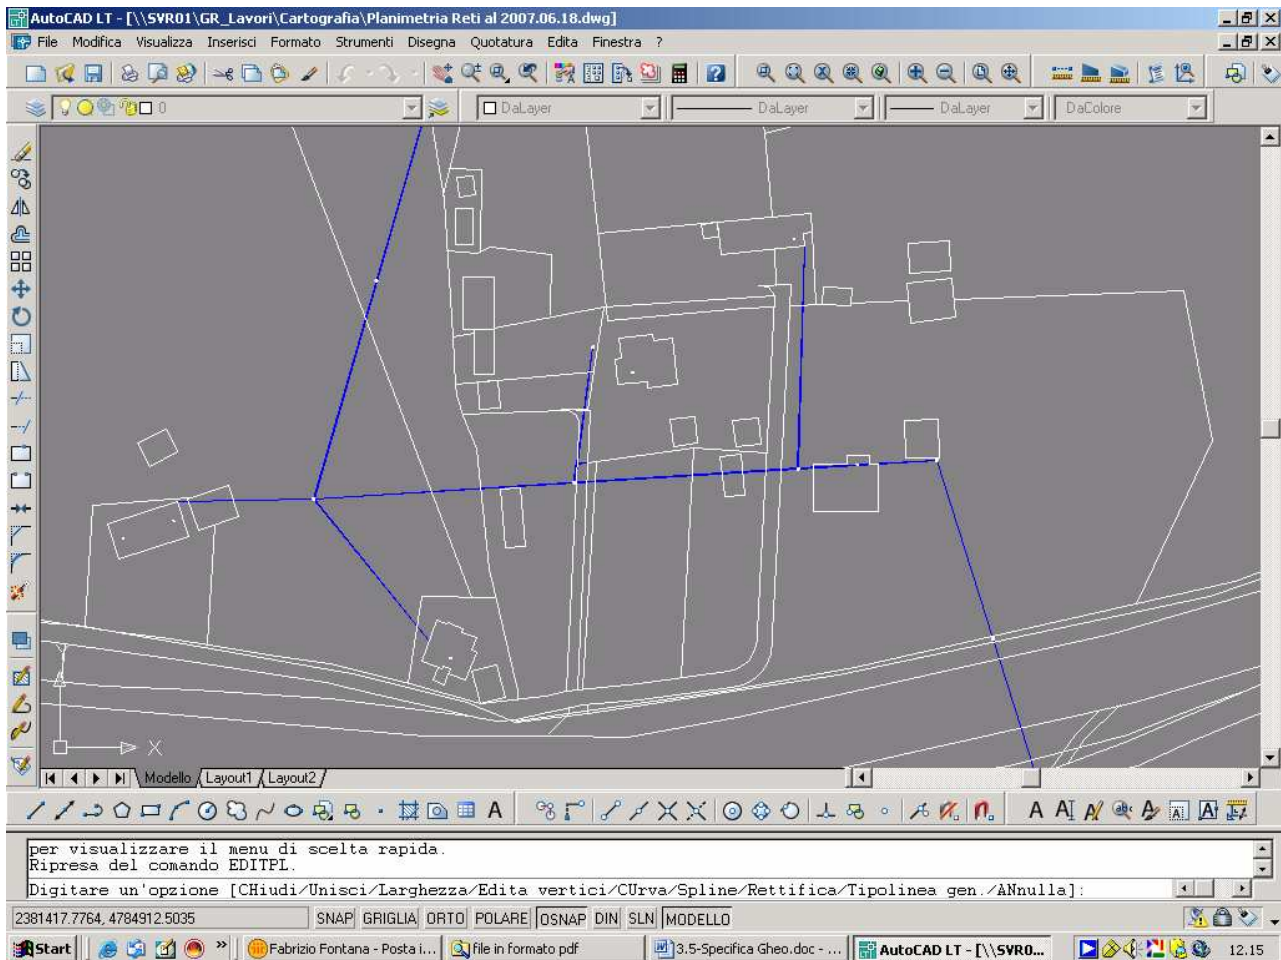 AutoCAD LT - [\\SVR01\GR_Lavori\Cartografia\Planimetria Reti al 2007.06.18.dwg]
File Modifica Visualizza Inserisci Formato Strumenti Disegna Quotatura Edita Finestra ?
0 DaLayer DaLayer DaLayer DaColore
X
Modello Layout1 Layout2
A A AI A A A A
per visualizzare il menu di scelta rapida.
Ripresa del comando EDITPL.
Digitare un'opzione [CHiudi/Unisci/Larghezza/Edita vertici/CUrva/Spline/Rettifica/Tipolinea gen./ANnulla]:
2381417.7764, 4784912.5035 SNAP GRIGLIA ORTO POLARE OSNAP DIN SLN MODELLO
Start » Fabrizio Fontana - Posta i... file in formato pdf 3.5-Specifica Gheo.doc - ... AutoCAD LT - [\\SVR0... 12.15